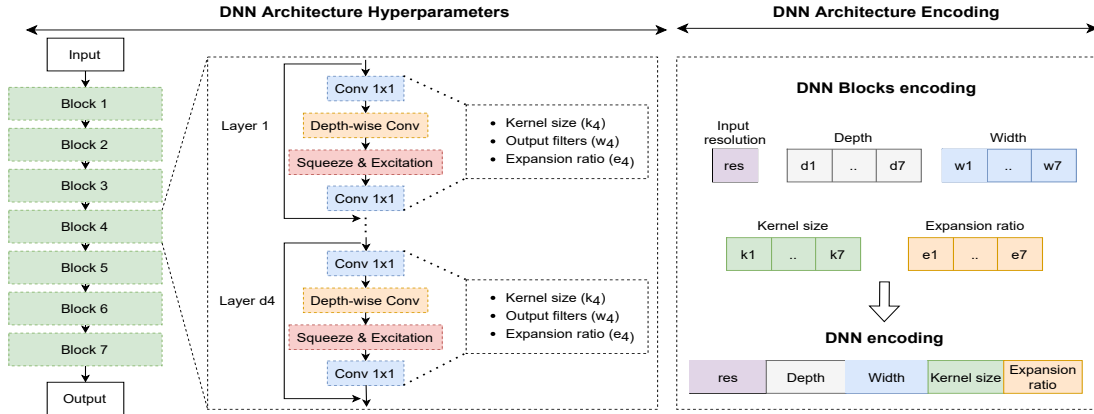 DNN Architecture Hyperparameters
DNN Architecture Encoding
Input
Block 1
Block 2
Block 3
Block 4
Block 5
Block 6
Block 7
Output
Layer 1
Conv 1x1
Depth-wise Conv
Squeeze & Excitation
Conv 1x1
• Kernel size (k4)
• Output filters (w4)
• Expansion ratio (e4)
Layer d4
Conv 1x1
Depth-wise Conv
Squeeze & Excitation
Conv 1x1
• Kernel size (k4)
• Output filters (w4)
• Expansion ratio (e4)
DNN Blocks encoding
Input
resolution
res
Depth
d1 .. d7
Width
w1 .. w7
Kernel size
k1 .. k7
Expansion ratio
e1 .. e7
DNN encoding
res Depth Width Kernel size Expansion
ratio